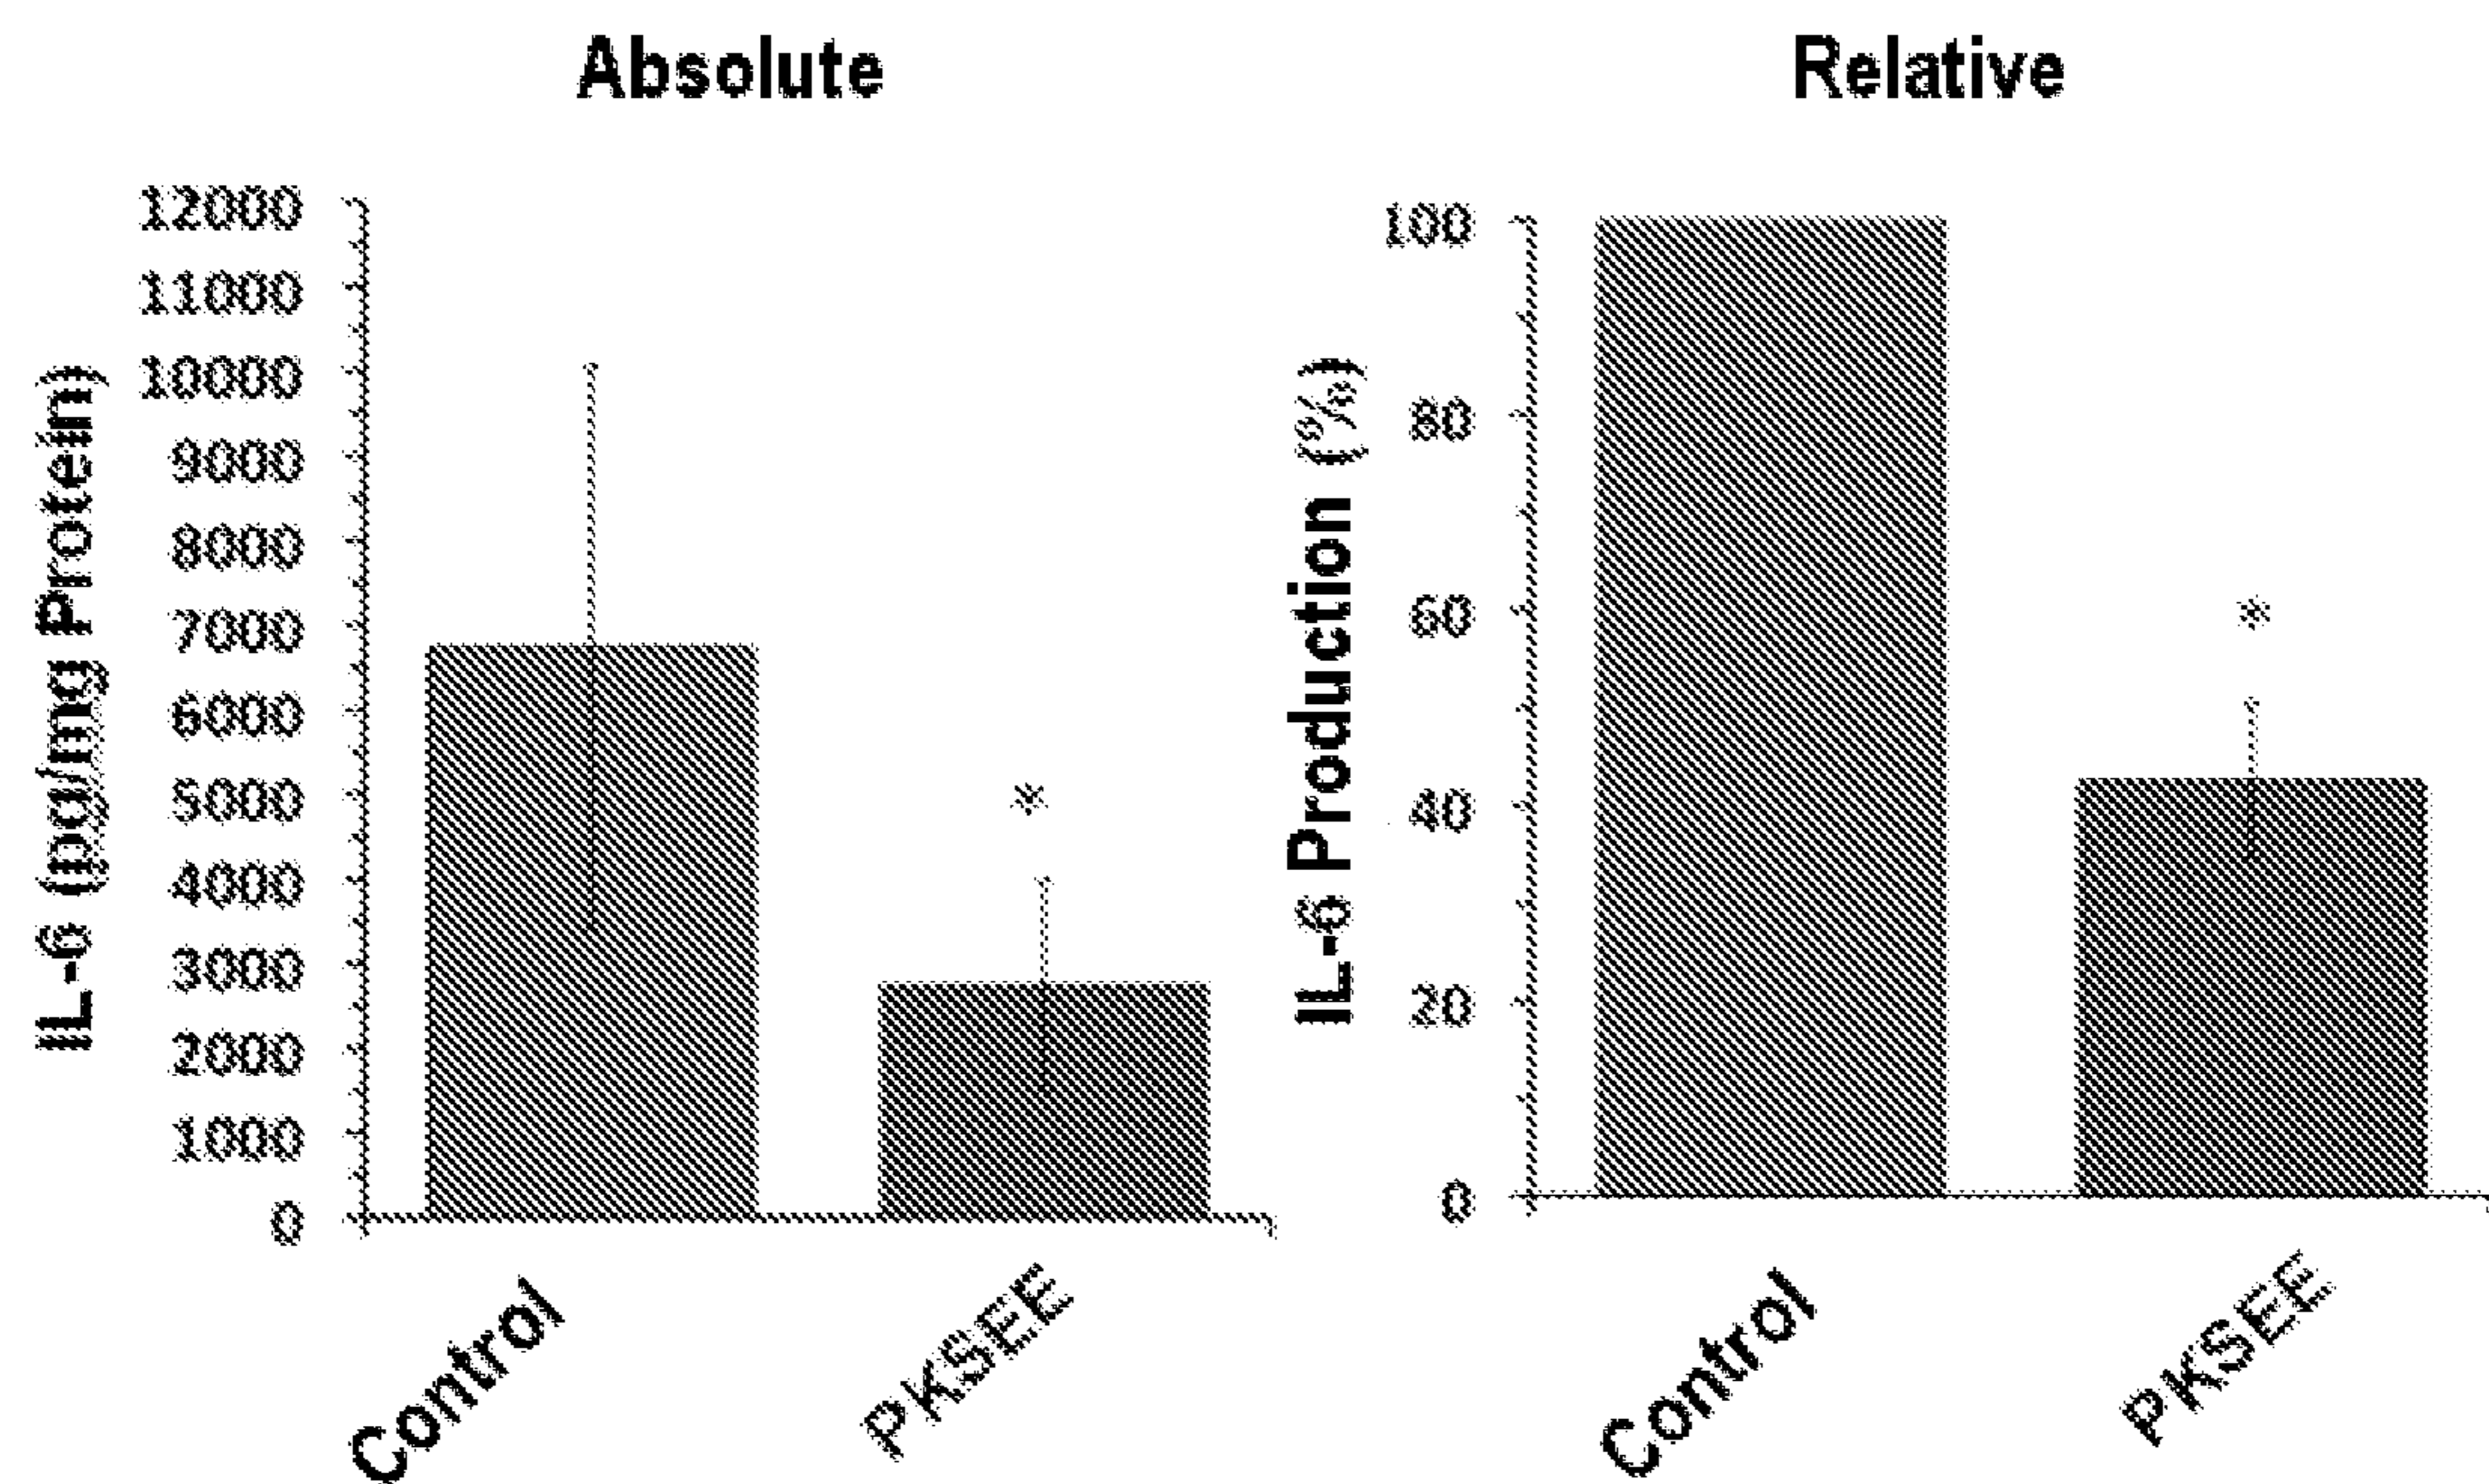 Absolute
IL-6 (pg/mg Protein)
12000
11000
10000
9000
8000
7000
6000
5000
4000
3000
2000
1000
0
*
Control
PKSEE
Relative
IL-6 Production (%)
100
80
60
40
20
0
*
Control
PKSEE